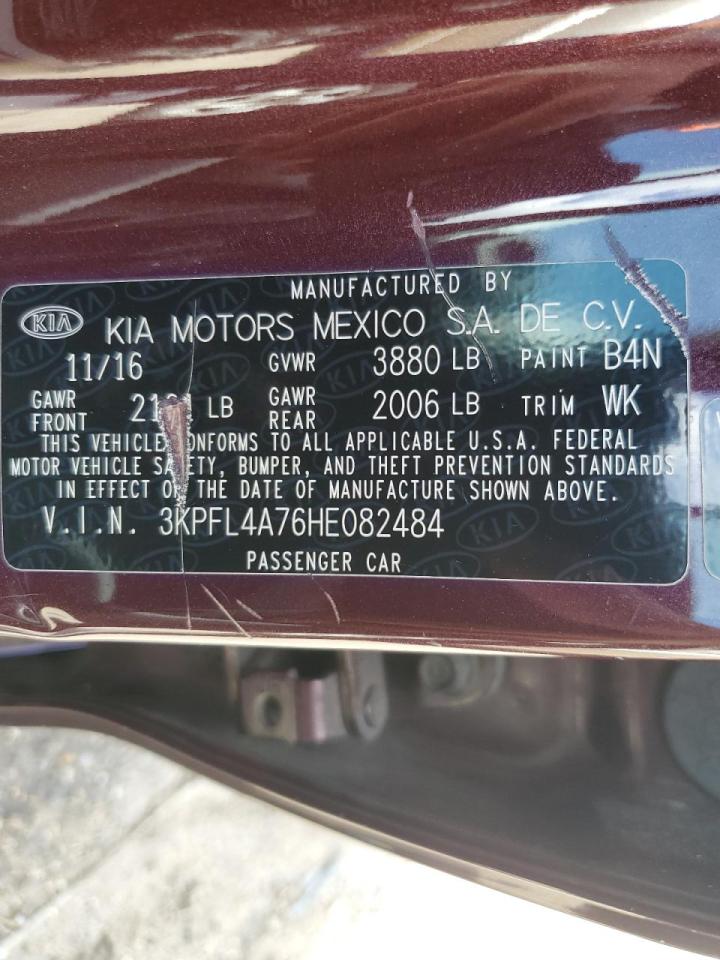 MANUFACTURED BY
KIA KIA MOTORS MEXICO S.A. DE C.V.
11/16 GVWR 3880 LB PAINT B4N
GAWR FRONT LB GAWR REAR 2006 LB TRIM WK
THIS VEHICLE CONFORMS TO ALL APPLICABLE U.S.A. FEDERAL
MOTOR VEHICLE SAFETY, BUMPER, AND THEFT PREVENTION STANDARDS
IN EFFECT ON THE DATE OF MANUFACTURE SHOWN ABOVE.
V.I.N. 3KPFL4A76HE082484
PASSENGER CAR